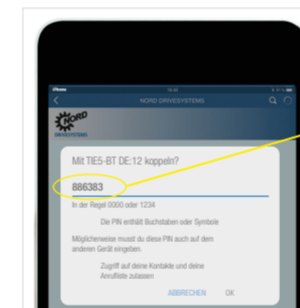 NORD DRIVESYSTEMS
NORD
DRIVESYSTEMS
Mit TIE5-BT DE:12 koppeln?
886383
In der Regel 0000 oder 1234
Die PIN enthält Buchstaben oder Symbole
Möglicherweise musst du diese PIN auch auf dem
anderen Gerät eingeben.
Zugriff auf deine Kontakte und deine
Anrufliste zulassen
ABBRECHEN OK